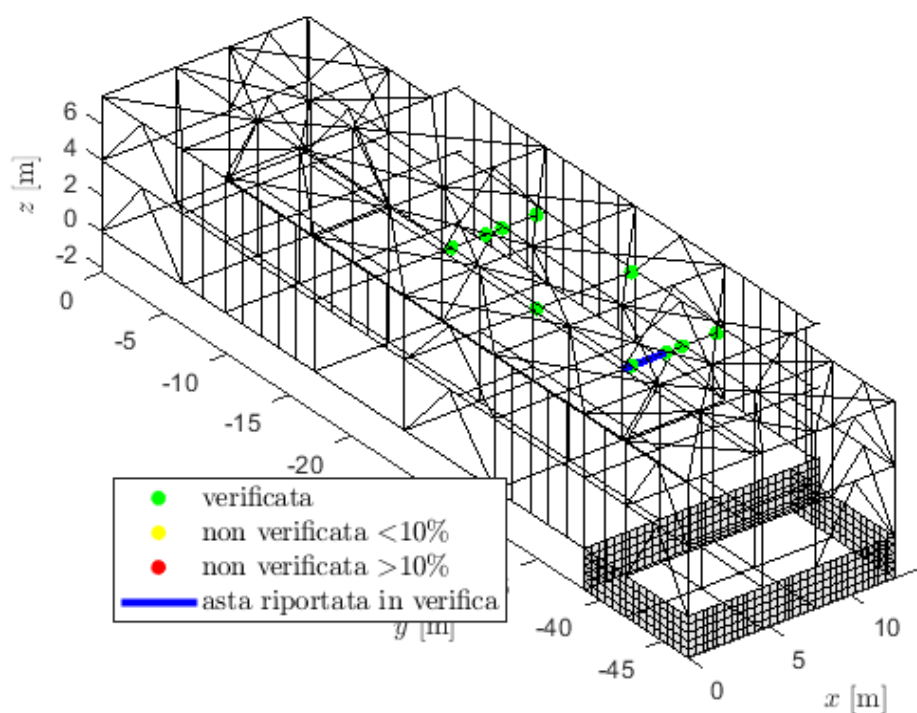 6
4
2
0
-2
z [m]
0
-5
-10
-15
-20
verificata
non verificata <10%
non verificata >10%
asta riportata in verifica
y [m]
-40
-45
0
5
10
x [m]